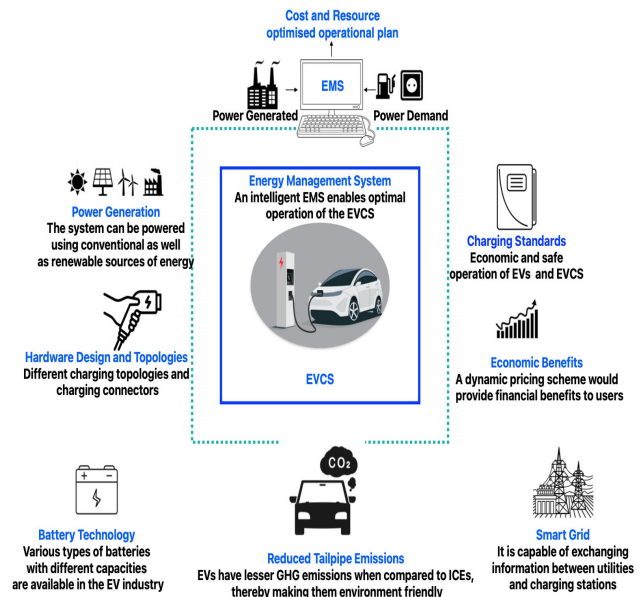 Cost and Resource
optimised operational plan
EMS
Power Generated
Power Demand
Energy Management System
An intelligent EMS enables optimal
operation of the EVCS
EVCS
Power Generation
The system can be powered
using conventional as well
as renewable sources of energy
Charging Standards
Economic and safe
operation of EVs and EVCS
Hardware Design and Topologies
Different charging topologies and
charging connectors
Economic Benefits
A dynamic pricing scheme would
provide financial benefits to users
Battery Technology
Various types of batteries
with different capacities
are available in the EV industry
CO2
Reduced Tailpipe Emissions
EVs have lesser GHG emissions when compared to ICEs,
thereby making them environment friendly
Smart Grid
It is capable of exchanging
information between utilities
and charging stations